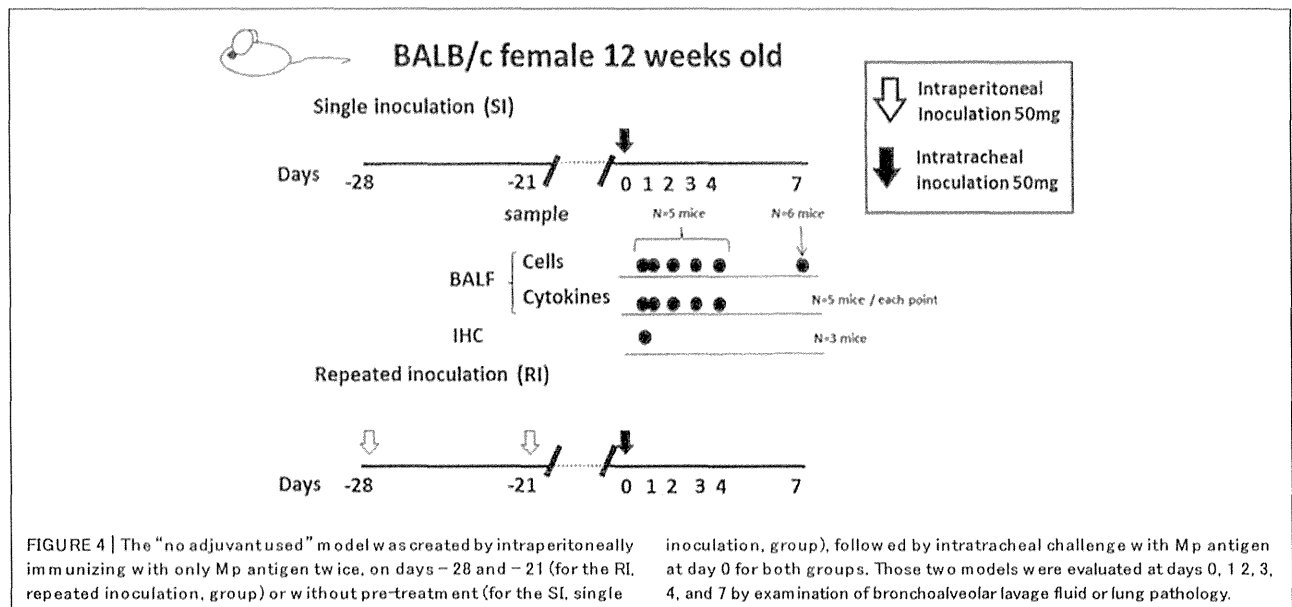 BALB/c female 12 weeks old
Single inoculation (SI)
Intraperitoneal
Inoculation 50mg
Intratracheal
inoculation 50mg
Days -28 -21 0 1 2 3 4 7
sample N=5 mice N=6 mice
BALF
Cells
Cytokines N=5 mice / each point
IHC N=3 mice
Repeated inoculation (RI)
Days -28 -21 0 1 2 3 4 7
FIGURE 4 | The “no adjuvant used” model was created by intraperitoneally
immunizing with only Mp antigen twice, on days −28 and −21 (for the RI,
repeated inoculation, group) or without pre-treatment (for the SI, single
inoculation, group), followed by intratracheal challenge with Mp antigen
at day 0 for both groups. Those two models were evaluated at days 0, 1 2, 3,
4, and 7 by examination of bronchoalveolar lavage fluid or lung pathology.